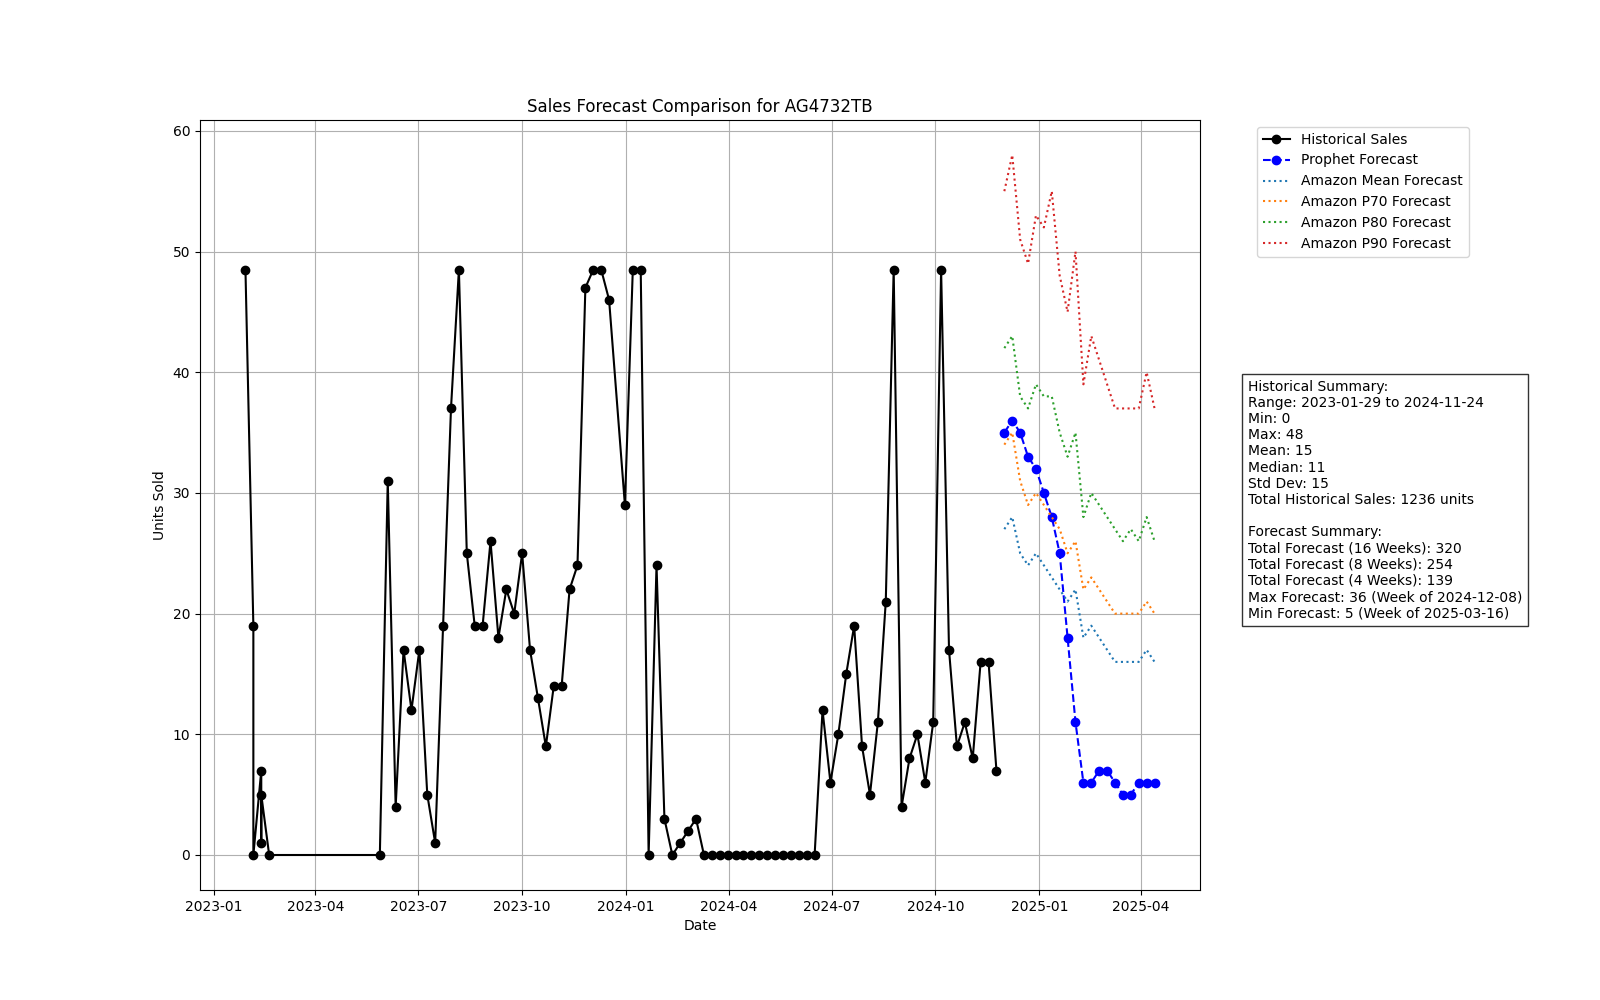 Sales Forecast Comparison for AG4732TB
60
50
40
30
20
10
0
Units Sold
2023-01 2023-04 2023-07 2023-10 2024-01 2024-04 2024-07 2024-10 2025-01 2025-04
Date
Historical Sales
Prophet Forecast
Amazon Mean Forecast
Amazon P70 Forecast
Amazon P80 Forecast
Amazon P90 Forecast
Historical Summary:
Range: 2023-01-29 to 2024-11-24
Min: 0
Max: 48
Mean: 15
Median: 11
Std Dev: 15
Total Historical Sales: 1236 units
Forecast Summary:
Total Forecast (16 Weeks): 320
Total Forecast (8 Weeks): 254
Total Forecast (4 Weeks): 139
Max Forecast: 36 (Week of 2024-12-08)
Min Forecast: 5 (Week of 2025-03-16)